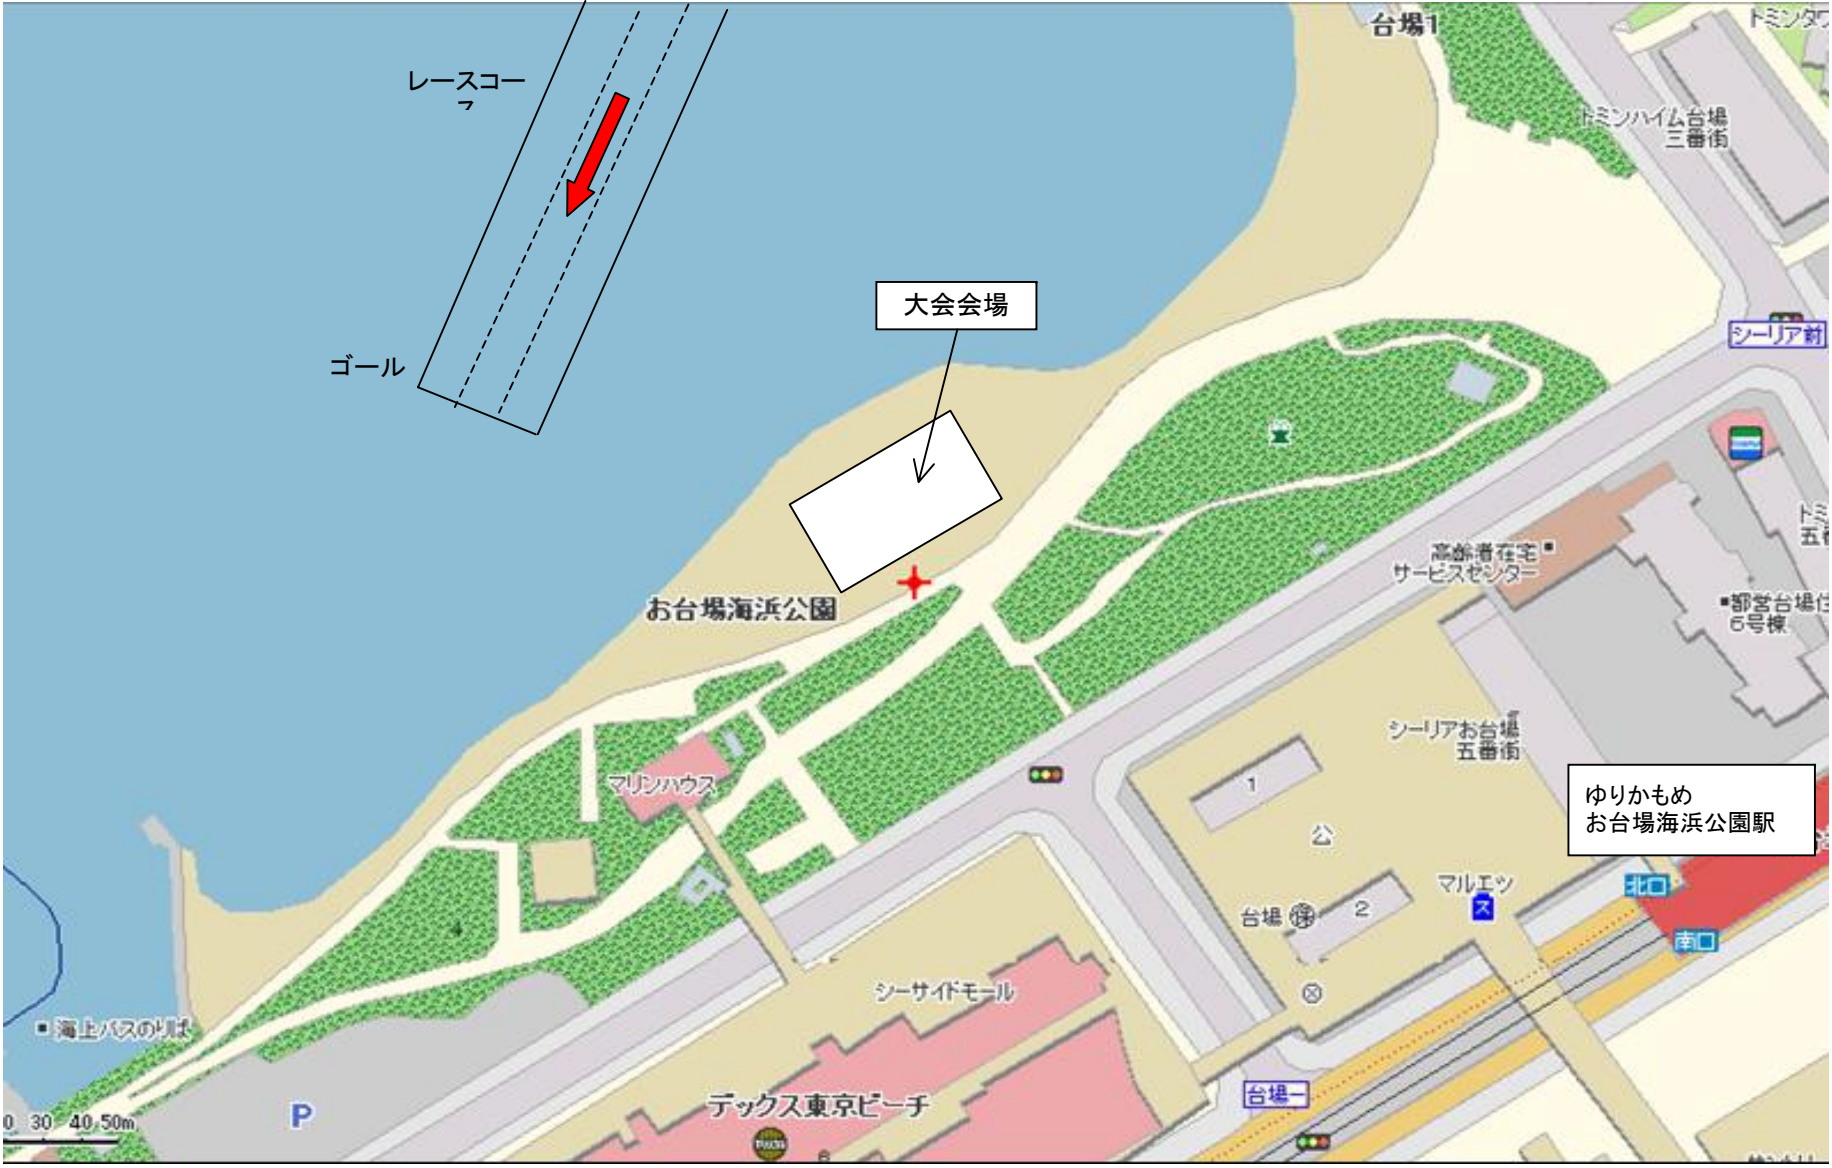 台場1
レースコー
ス
トミンハイム台場
三番街
大会会場
シーリア前
ゴール
高齢者在宅
サービスセンター
お台場海浜公園
都営台場住
6号棟
シーリアお台場
五番街
マリンハウス
1
ゆりかもめ
お台場海浜公園駅
公
マルエツ
ス
北口
台場
保
2
南口
シーサイドモール
海上バスのりば
デックス東京ビーチ
台場一
P
0 30 40 50m